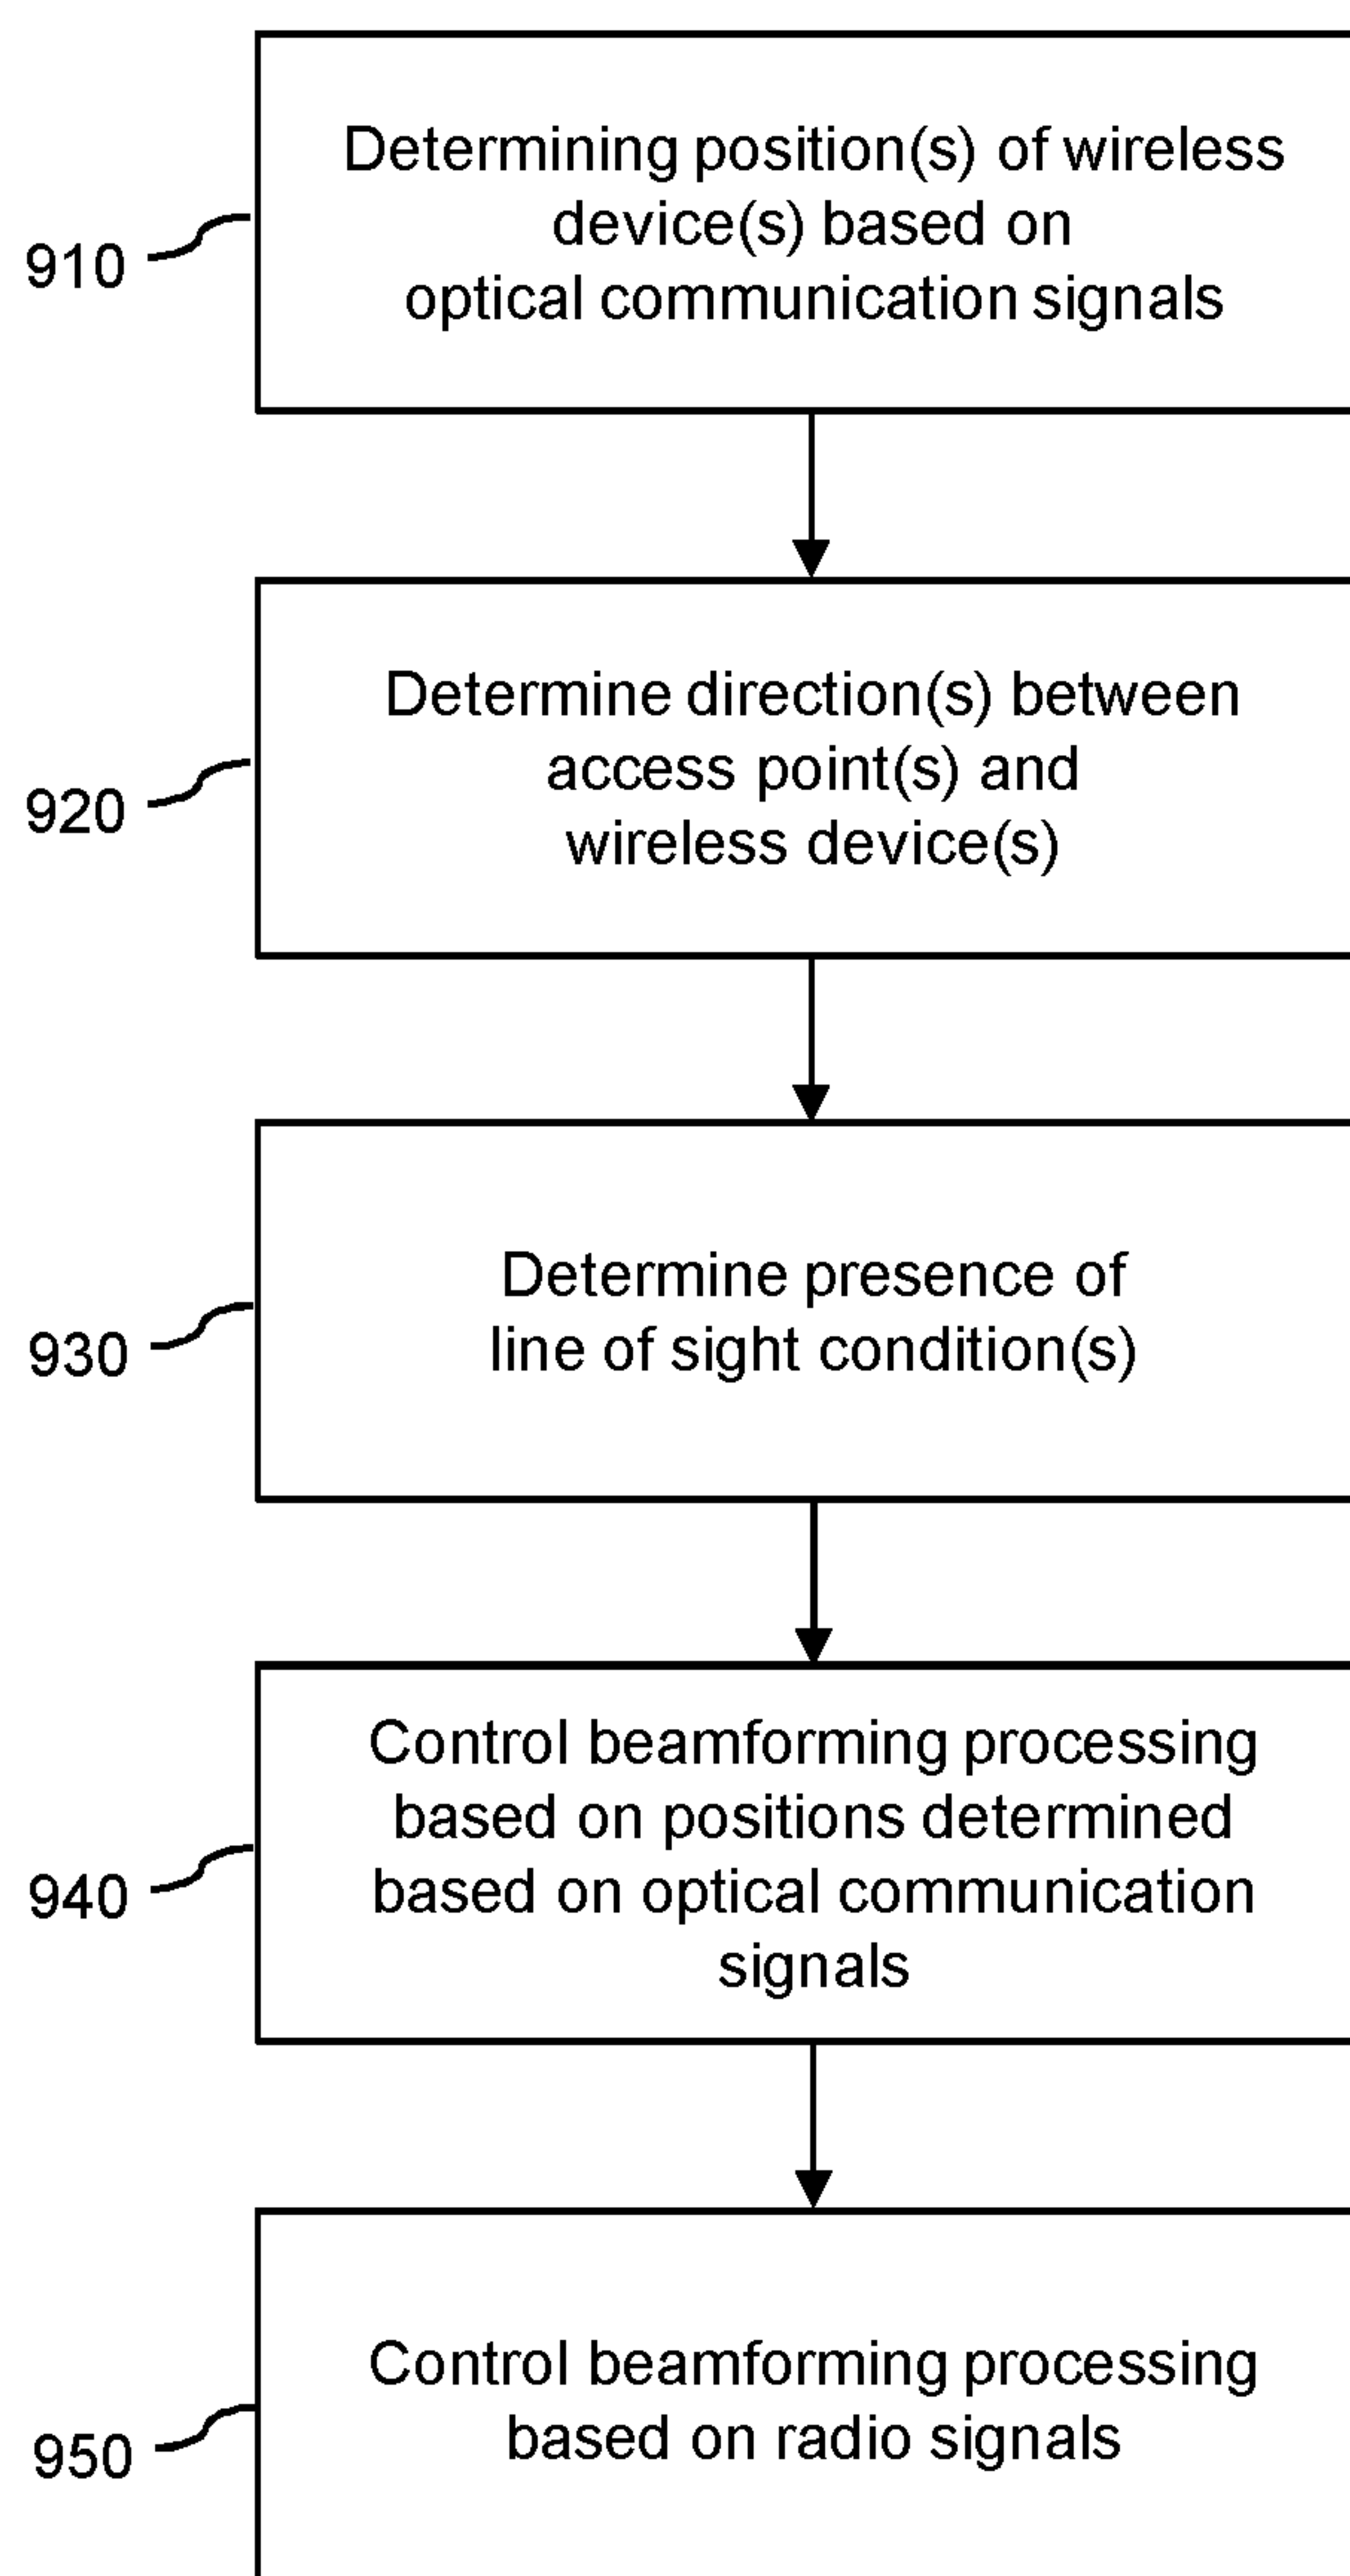 Determining position(s) of wireless
device(s) based on
optical communication signals
910
Determine direction(s) between
access point(s) and
wireless device(s)
920
Determine presence of
line of sight condition(s)
930
Control beamforming processing
based on positions determined
based on optical communication
signals
940
Control beamforming processing
based on radio signals
950